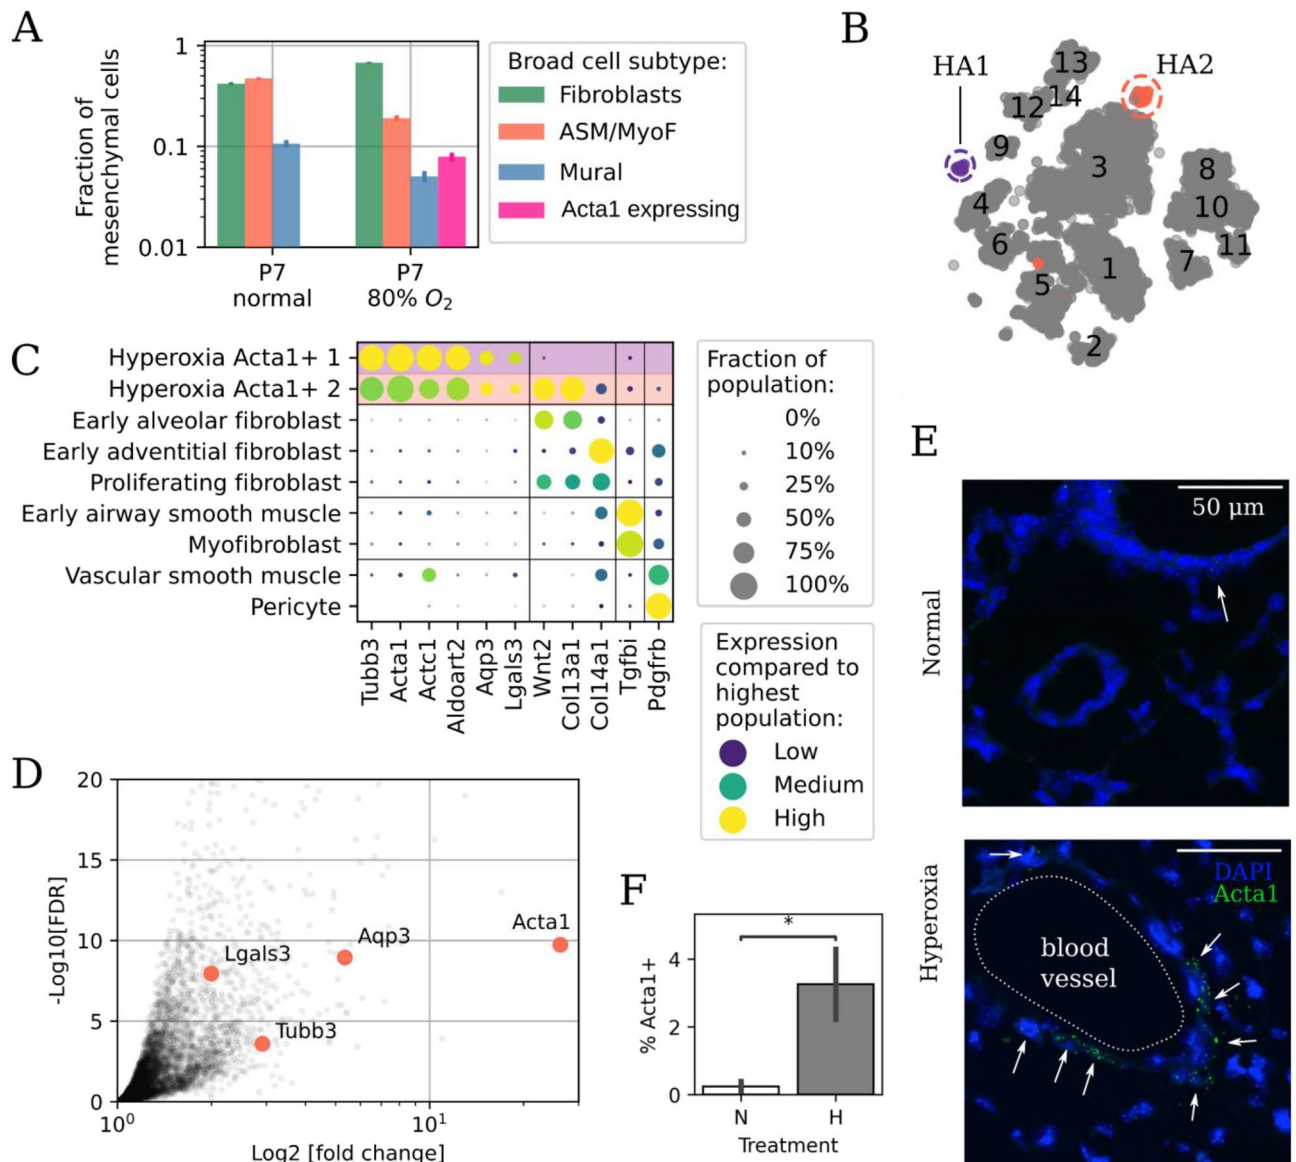 A
Fraction of
mesenchymal cells
1
0.1
0.01
P7
normal
P7
80% O2
Broad cell subtype:
Fibroblasts
ASM/MyoF
Mural
Acta1 expressing
B
HA1
HA2
13
14
12
9
3
8
4
10
6
11
7
1
5
2
C
Hyperoxia Acta1+ 1
Hyperoxia Acta1+ 2
Early alveolar fibroblast
Early adventitial fibroblast
Proliferating fibroblast
Early airway smooth muscle
Myofibroblast
Vascular smooth muscle
Pericyte
Tubb3
Acta1
Actc1
Aldoart2
Aqp3
Lgals3
Wnt2
Col13a1
Col14a1
Tgfbi
Pdgfrb
Fraction of
population:
0%
10%
25%
50%
75%
100%
Expression
compared to
highest
population:
Low
Medium
High
D
-Log10[FDR]
20
15
10
5
0
Lgals3
Aqp3
Acta1
Tubb3
10^0
10^1
Log2 [fold change]
E
Normal
50 µm
Hyperoxia
DAPI
Acta1
blood
vessel
F
% Acta1+
4
2
0
*
N
H
Treatment